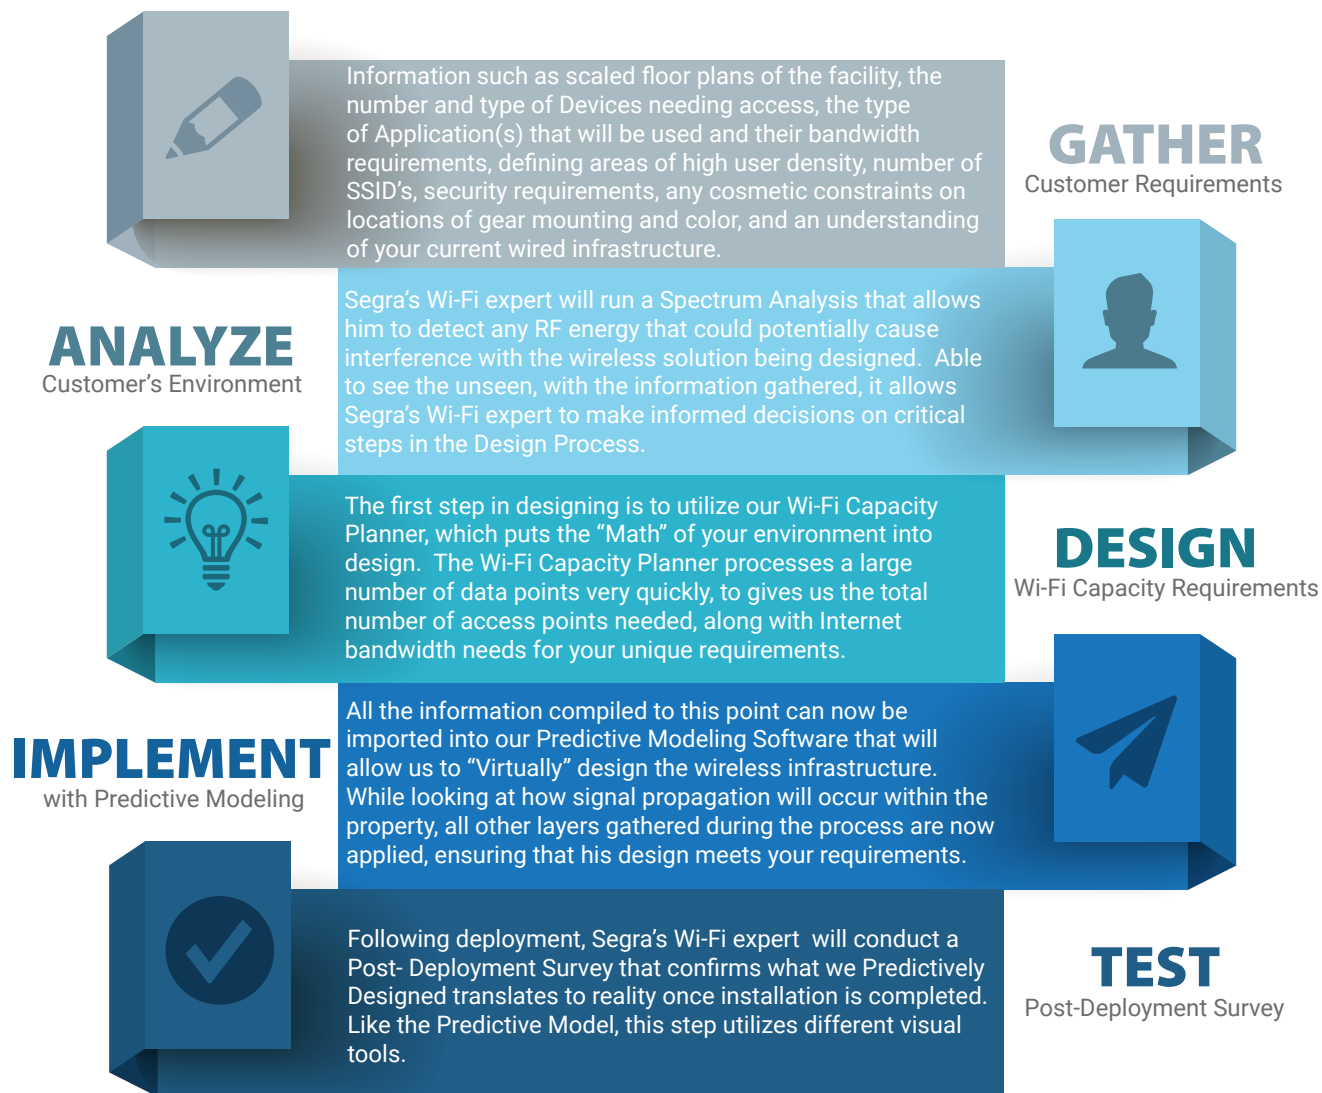 Information such as scaled floor plans of the facility, the
number and type of Devices needing access, the type
of Application(s) that will be used and their bandwidth
requirements, defining areas of high user density, number of
SSID's, security requirements, any cosmetic constraints on
locations of gear mounting and color, and an understanding
of your current wired infrastructure.
GATHER
Customer Requirements
ANALYZE
Customer's Environment
Segra's Wi-Fi expert will run a Spectrum Analysis that allows
him to detect any RF energy that could potentially cause
interference with the wireless solution being designed.  Able
to see the unseen, with the information gathered, it allows
Segra's Wi-Fi expert to make informed decisions on critical
steps in the Design Process.
The first step in designing is to utilize our Wi-Fi Capacity
Planner, which puts the “Math” of your environment into
design.  The Wi-Fi Capacity Planner processes a large
number of data points very quickly, to gives us the total
number of access points needed, along with Internet
bandwidth needs for your unique requirements.
DESIGN
Wi-Fi Capacity Requirements
IMPLEMENT
with Predictive Modeling
All the information compiled to this point can now be
imported into our Predictive Modeling Software that will
allow us to “Virtually” design the wireless infrastructure.
While looking at how signal propagation will occur within the
property, all other layers gathered during the process are now
applied, ensuring that his design meets your requirements.
Following deployment, Segra's Wi-Fi expert  will conduct a
Post- Deployment Survey that confirms what we Predictively
Designed translates to reality once installation is completed.
Like the Predictive Model, this step utilizes different visual
tools.
TEST
Post-Deployment Survey